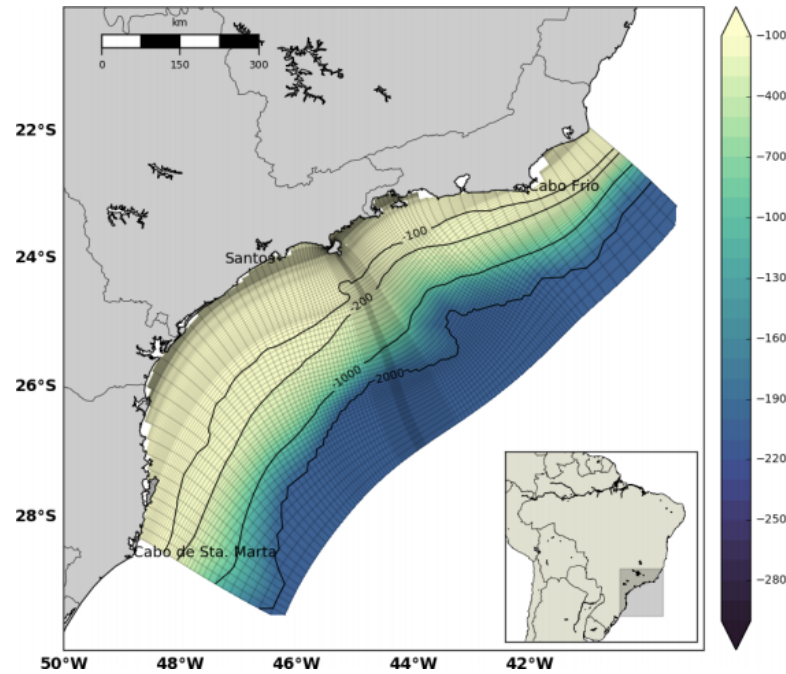 km
0 150 300
22°S
24°S
26°S
28°S
50°W 48°W 46°W 44°W 42°W
Cabo Frio
Santos
Cabo de Sta. Marta
-100
-200
-1000
-2000
−100
−400
−700
−100
−130
−160
−190
−220
−250
−280